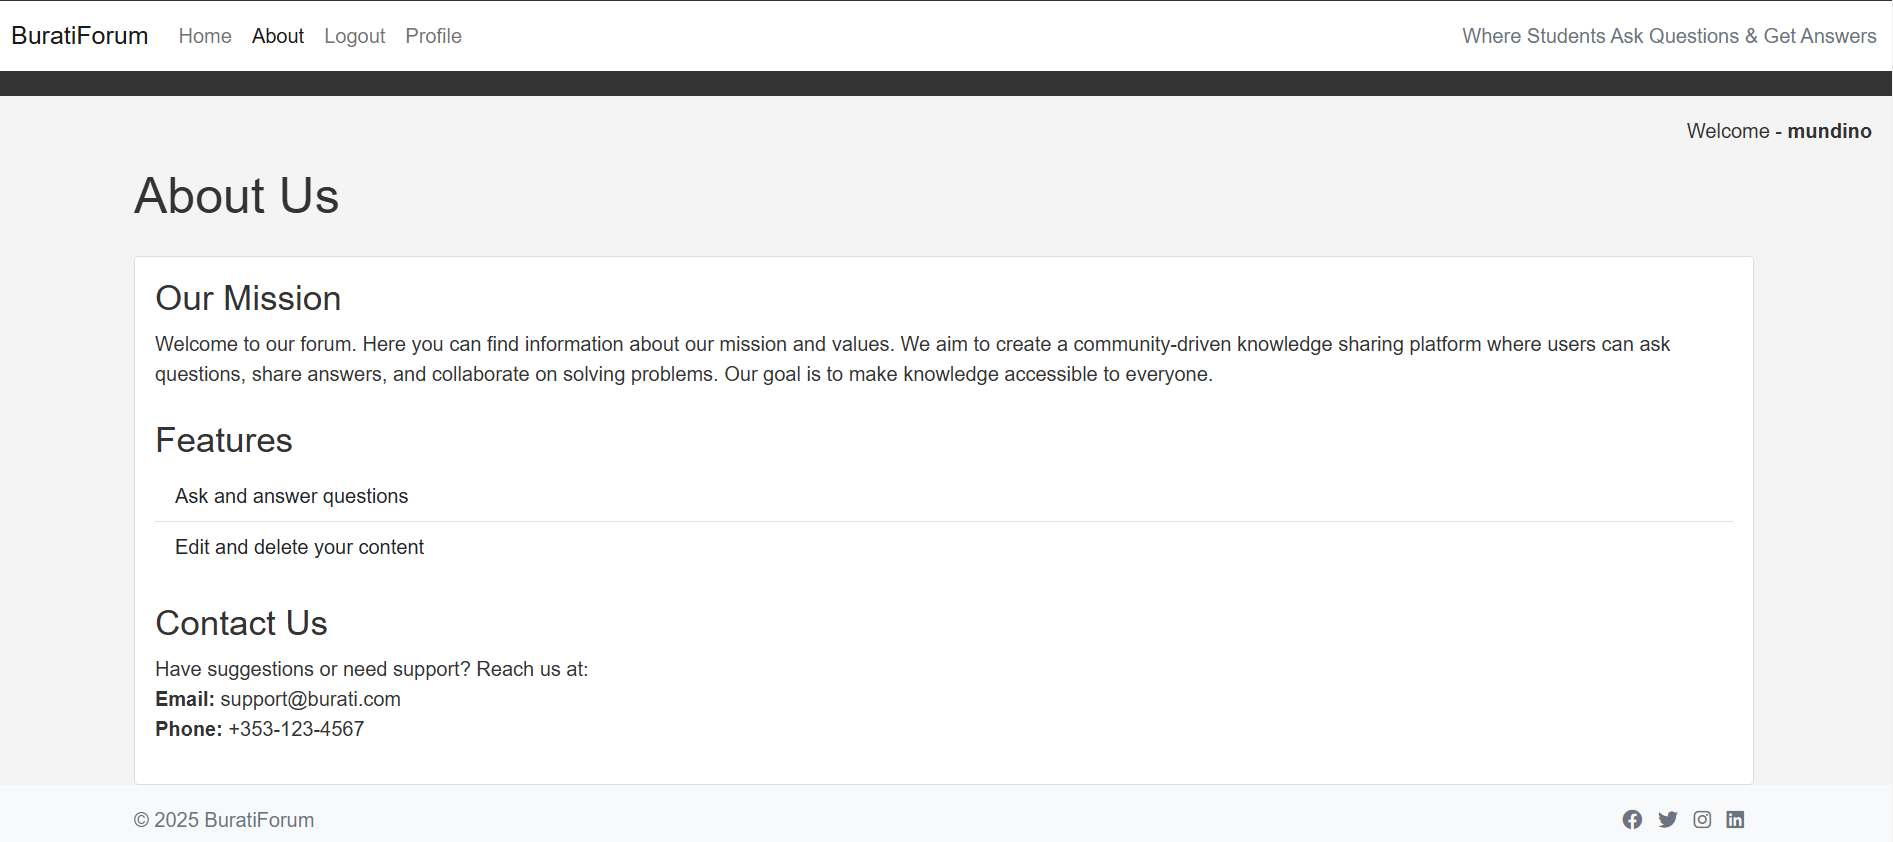 BuratiForum Home About Logout Profile Where Students Ask Questions & Get Answers
Welcome - mundino
About Us
Our Mission
Welcome to our forum. Here you can find information about our mission and values. We aim to create a community-driven knowledge sharing platform where users can ask
questions, share answers, and collaborate on solving problems. Our goal is to make knowledge accessible to everyone.
Features
Ask and answer questions
Edit and delete your content
Contact Us
Have suggestions or need support? Reach us at:
Email: support@burati.com
Phone: +353-123-4567
© 2025 BuratiForum